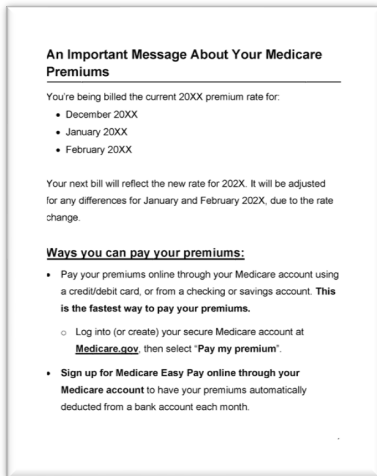 An Important Message About Your Medicare
Premiums
You're being billed the current 20XX premium rate for:
• December 20XX
• January 20XX
• February 20XX
Your next bill will reflect the new rate for 202X. It will be adjusted
for any differences for January and February 202X, due to the rate
change.
Ways you can pay your premiums:
• Pay your premiums online through your Medicare account using
a credit/debit card, or from a checking or savings account. This
is the fastest way to pay your premiums.
○ Log into (or create) your secure Medicare account at
Medicare.gov, then select “Pay my premium”.
• Sign up for Medicare Easy Pay online through your
Medicare account to have your premiums automatically
deducted from a bank account each month.